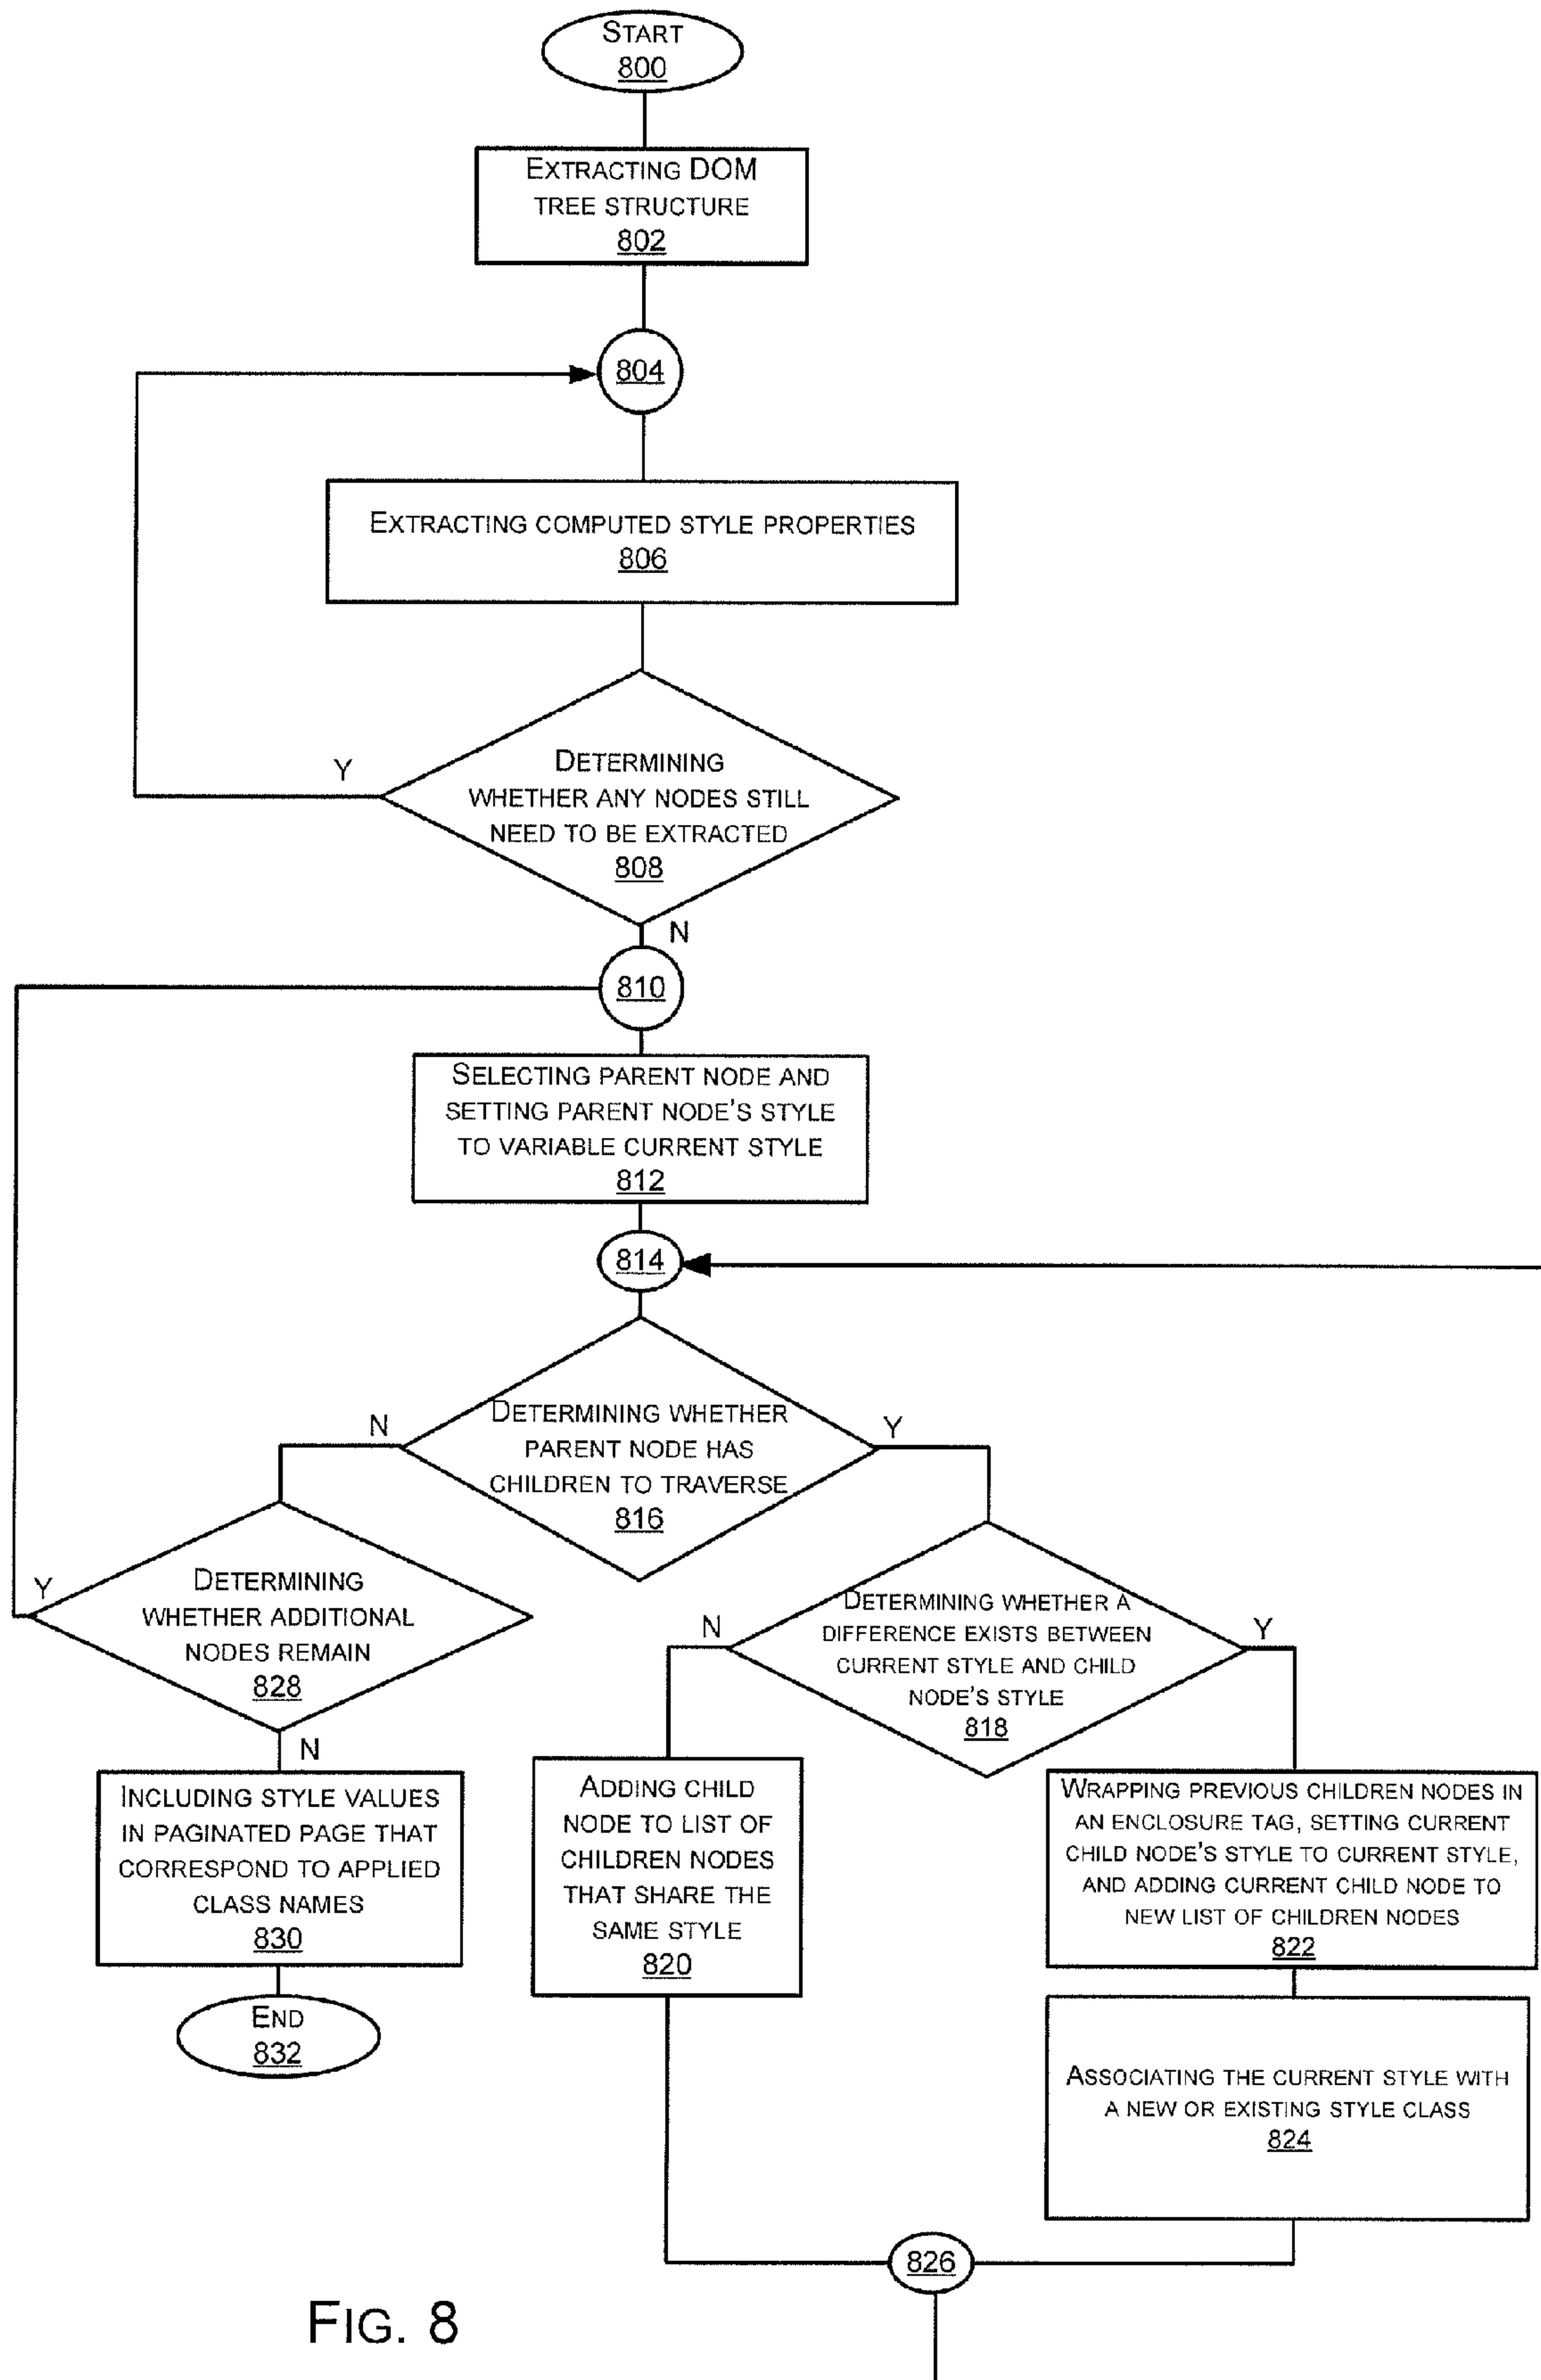 START
800
EXTRACTING DOM
TREE STRUCTURE
802
804
EXTRACTING COMPUTED STYLE PROPERTIES
806
Y
DETERMINING
WHETHER ANY NODES STILL
NEED TO BE EXTRACTED
808
N
810
SELECTING PARENT NODE AND
SETTING PARENT NODE'S STYLE
TO VARIABLE CURRENT STYLE
812
814
N
DETERMINING WHETHER
PARENT NODE HAS
CHILDREN TO TRAVERSE
816
Y
Y
DETERMINING
WHETHER ADDITIONAL
NODES REMAIN
828
N
N
DETERMINING WHETHER A
DIFFERENCE EXISTS BETWEEN
CURRENT STYLE AND CHILD
NODE'S STYLE
818
Y
INCLUDING STYLE VALUES
IN PAGINATED PAGE THAT
CORRESPOND TO APPLIED
CLASS NAMES
830
END
832
ADDING CHILD
NODE TO LIST OF
CHILDREN NODES
THAT SHARE THE
SAME STYLE
820
WRAPPING PREVIOUS CHILDREN NODES IN
AN ENCLOSURE TAG, SETTING CURRENT
CHILD NODE'S STYLE TO CURRENT STYLE,
AND ADDING CURRENT CHILD NODE TO
NEW LIST OF CHILDREN NODES
822
ASSOCIATING THE CURRENT STYLE WITH
A NEW OR EXISTING STYLE CLASS
824
826
FIG. 8